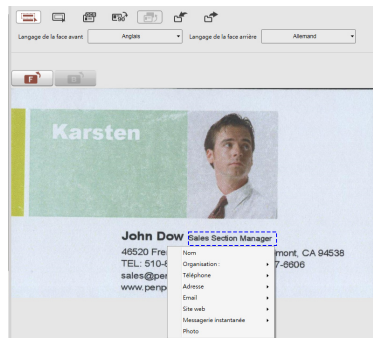 Langage de la face avant
Anglais
Langage de la face arrière
Allemand
F
Karsten
John Dow
Sales Section Manager
46520 Fre mont, CA 94538
TEL: 510-6 7-6606
sales@pen
www.penp
Nom
Organisation :
Téléphone
Adresse
Email
Site web
Messagerie instantanée
Photo